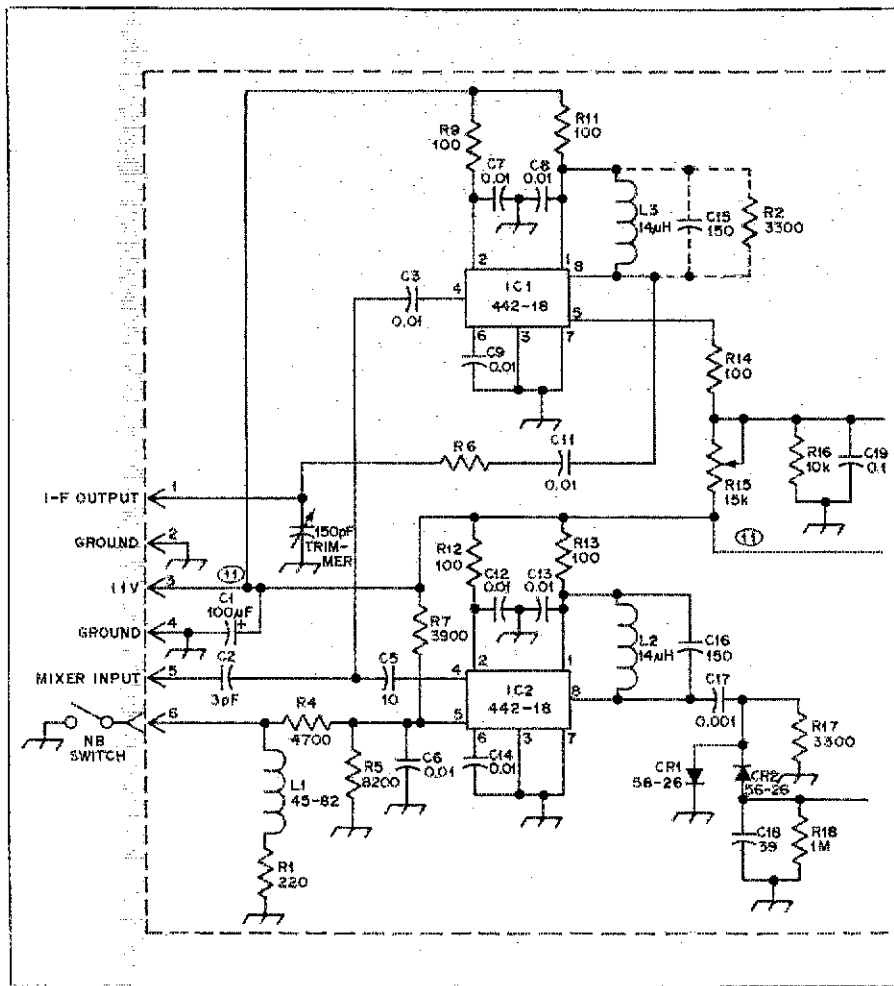 R9
100
R11
100
C7
0.01
C8
0.01
L3
14µH
C15
150
R2
3300
2
1
8
C3
0.01
4
IC1
442-18
5
6
3
7
C9
0.01
R14
100
R6
C11
0.01
R15
15k
R16
10k
C19
0.1
I-F OUTPUT
1
150pF
TRIM-
MER
GROUND
2
11V
3
11
11
R12
100
R13
100
C12
0.01
C13
0.01
C1
100µF
+
GROUND
4
R7
3900
L2
14µH
C16
150
MIXER INPUT
5
C2
3pF
C5
10
4
2
1
IC2
442-18
8
C17
0.001
NB
SWITCH
6
R4
4700
5
6
3
7
R5
8200
C6
0.01
C14
0.01
R17
3300
CR1
56-26
CR2
56-26
L1
45-82
R1
220
C18
39
R18
1M